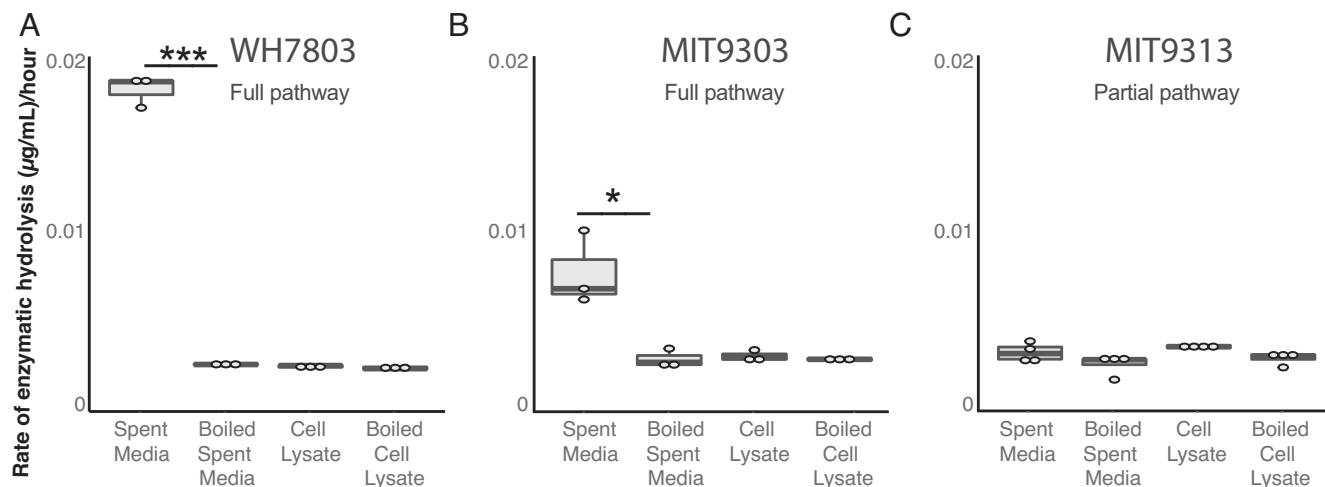 A
WH7803
Full pathway
***
Rate of enzymatic hydrolysis (µg/mL)/hour
0.02
0.01
0
Spent
Media
Boiled
Spent
Media
Cell
Lysate
Boiled
Cell
Lysate
B
MIT9303
Full pathway
*
0.02
0.01
0
Spent
Media
Boiled
Spent
Media
Cell
Lysate
Boiled
Cell
Lysate
C
MIT9313
Partial pathway
0.02
0.01
0
Spent
Media
Boiled
Spent
Media
Cell
Lysate
Boiled
Cell
Lysate